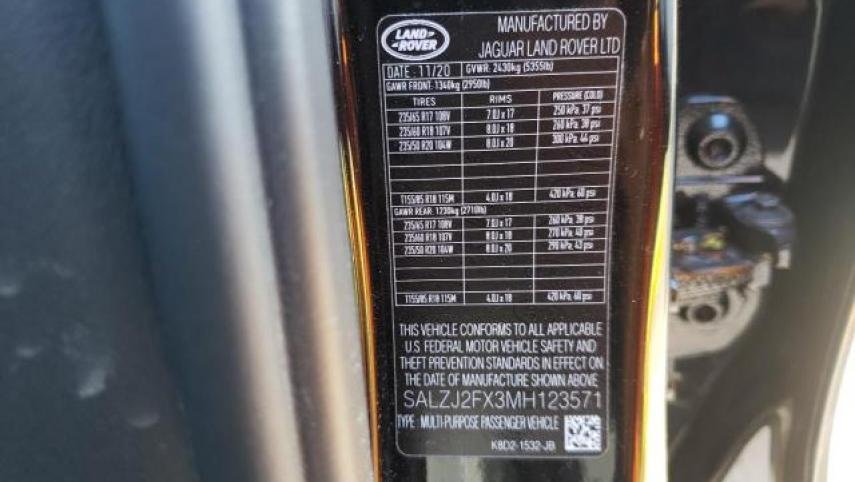 LAND ROVER
MANUFACTURED BY
JAGUAR LAND ROVER LTD
DATE: 11/20 GVWR: 2430kg (5355lb)
GAWR FRONT: 1340kg (2950lb)
TIRES RIMS PRESSURE (COLD)
235/65 R17 108V 7.0J x 17 250 kPa, 37 psi
235/60 R18 107V 8.0J x 18 260 kPa, 38 psi
235/50 R20 104W 8.0J x 20 300 kPa, 44 psi
T155/85 R18 115M 4.0J x 18 420 kPa, 60 psi
GAWR REAR: 1230kg (2710lb)
235/65 R17 108V 7.0J x 17 260 kPa, 38 psi
235/60 R18 107V 8.0J x 18 270 kPa, 40 psi
235/50 R20 104W 8.0J x 20 290 kPa, 43 psi
T155/85 R18 115M 4.0J x 18 420 kPa, 60 psi
THIS VEHICLE CONFORMS TO ALL APPLICABLE
U.S. FEDERAL MOTOR VEHICLE SAFETY AND
THEFT PREVENTION STANDARDS IN EFFECT ON
THE DATE OF MANUFACTURE SHOWN ABOVE
SALZJ2FX3MH123571
TYPE: MULTI-PURPOSE PASSENGER VEHICLE
K8D2-1532-JB